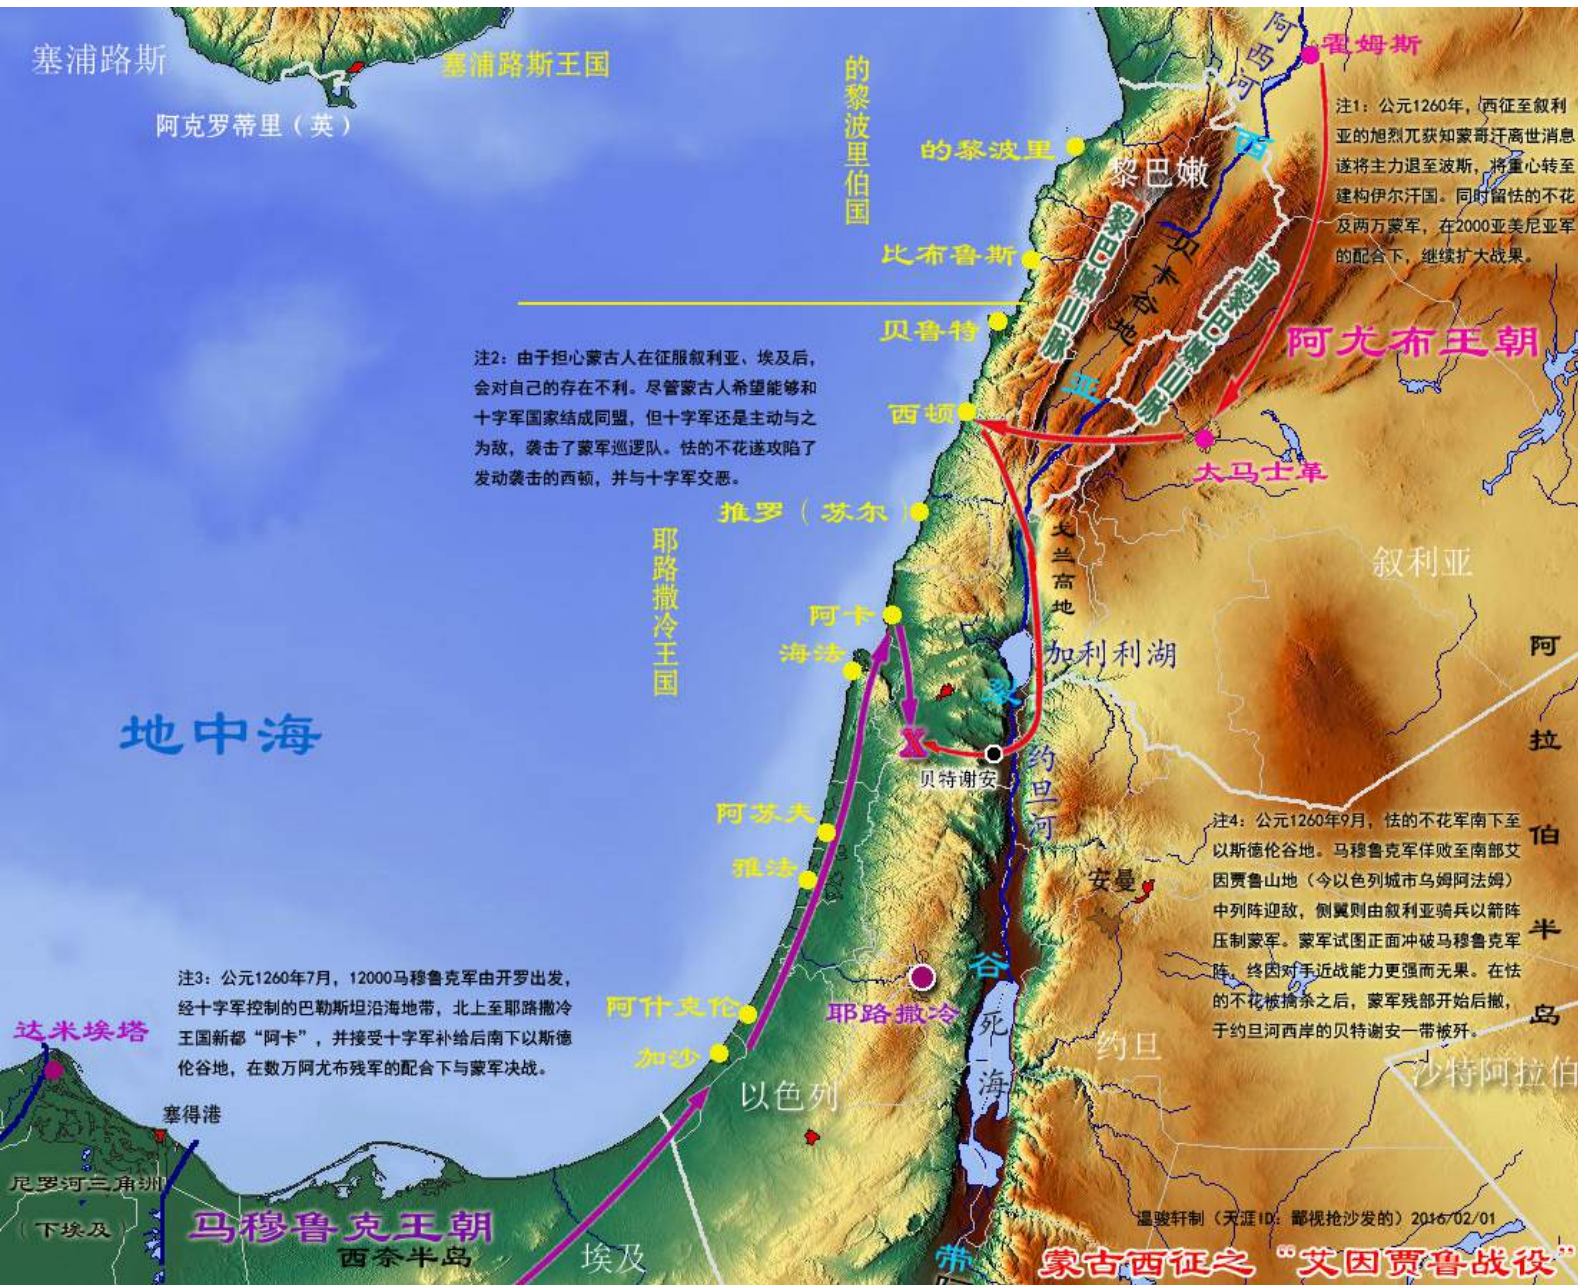 塞浦路斯
塞浦路斯王国
阿克罗蒂里（英）
的黎波里伯国
阿西河
霍姆斯
注1：公元1260年，西征至叙利
亚的旭烈兀获知蒙哥汗离世消息
遂将主力退至波斯，将重心转至
建构伊尔汗国。同时留怯的不花
及两万蒙军，在2000亚美尼亚军
的配合下，继续扩大战果。
的黎波里
黎巴嫩
西
黎巴嫩山脉
贝卡谷地
前黎巴嫩山脉
比布鲁斯
贝鲁特
阿尤布王朝
注2：由于担心蒙古人在征服叙利亚、埃及后，
会对自己的存在不利。尽管蒙古人希望能够和
十字军国家结成同盟，但十字军还是主动与之
为敌，袭击了蒙军巡逻队。怯的不花遂攻陷了
发动袭击的西顿，并与十字军交恶。
亚
西顿
大马士革
推罗（苏尔）
耶路撒冷王国
戈兰高地
叙利亚
阿卡
海法
加利利湖
裂
阿拉伯半岛
地中海
贝特谢安
约旦河
阿苏夫
雅法
安曼
注4：公元1260年9月，怯的不花军南下至
以斯德伦谷地。马穆鲁克军佯败至南部艾
因贾鲁山地（今以色列城市乌姆阿法姆）
中列阵迎敌，侧翼则由叙利亚骑兵以箭阵
压制蒙军。蒙军试图正面冲破马穆鲁克军
阵，终因对手近战能力更强而无果。在怯
的不花被擒杀之后，蒙军残部开始后撤，
于约旦河西岸的贝特谢安一带被歼。
谷
注3：公元1260年7月，12000马穆鲁克军由开罗出发，
经十字军控制的巴勒斯坦沿海地带，北上至耶路撒冷
王国新都“阿卡”，并接受十字军补给后南下以斯德
伦谷地，在数万阿尤布残军的配合下与蒙军决战。
阿什克伦
耶路撒冷
达米埃塔
加沙
死海
约旦
沙特阿拉伯
以色列
塞得港
尼罗河三角洲
（下埃及）
马穆鲁克王朝
西奈半岛
埃及
带
温骏轩制（天涯ID：鄙视抢沙发的）2016/02/01
蒙古西征之“艾因贾鲁战役”